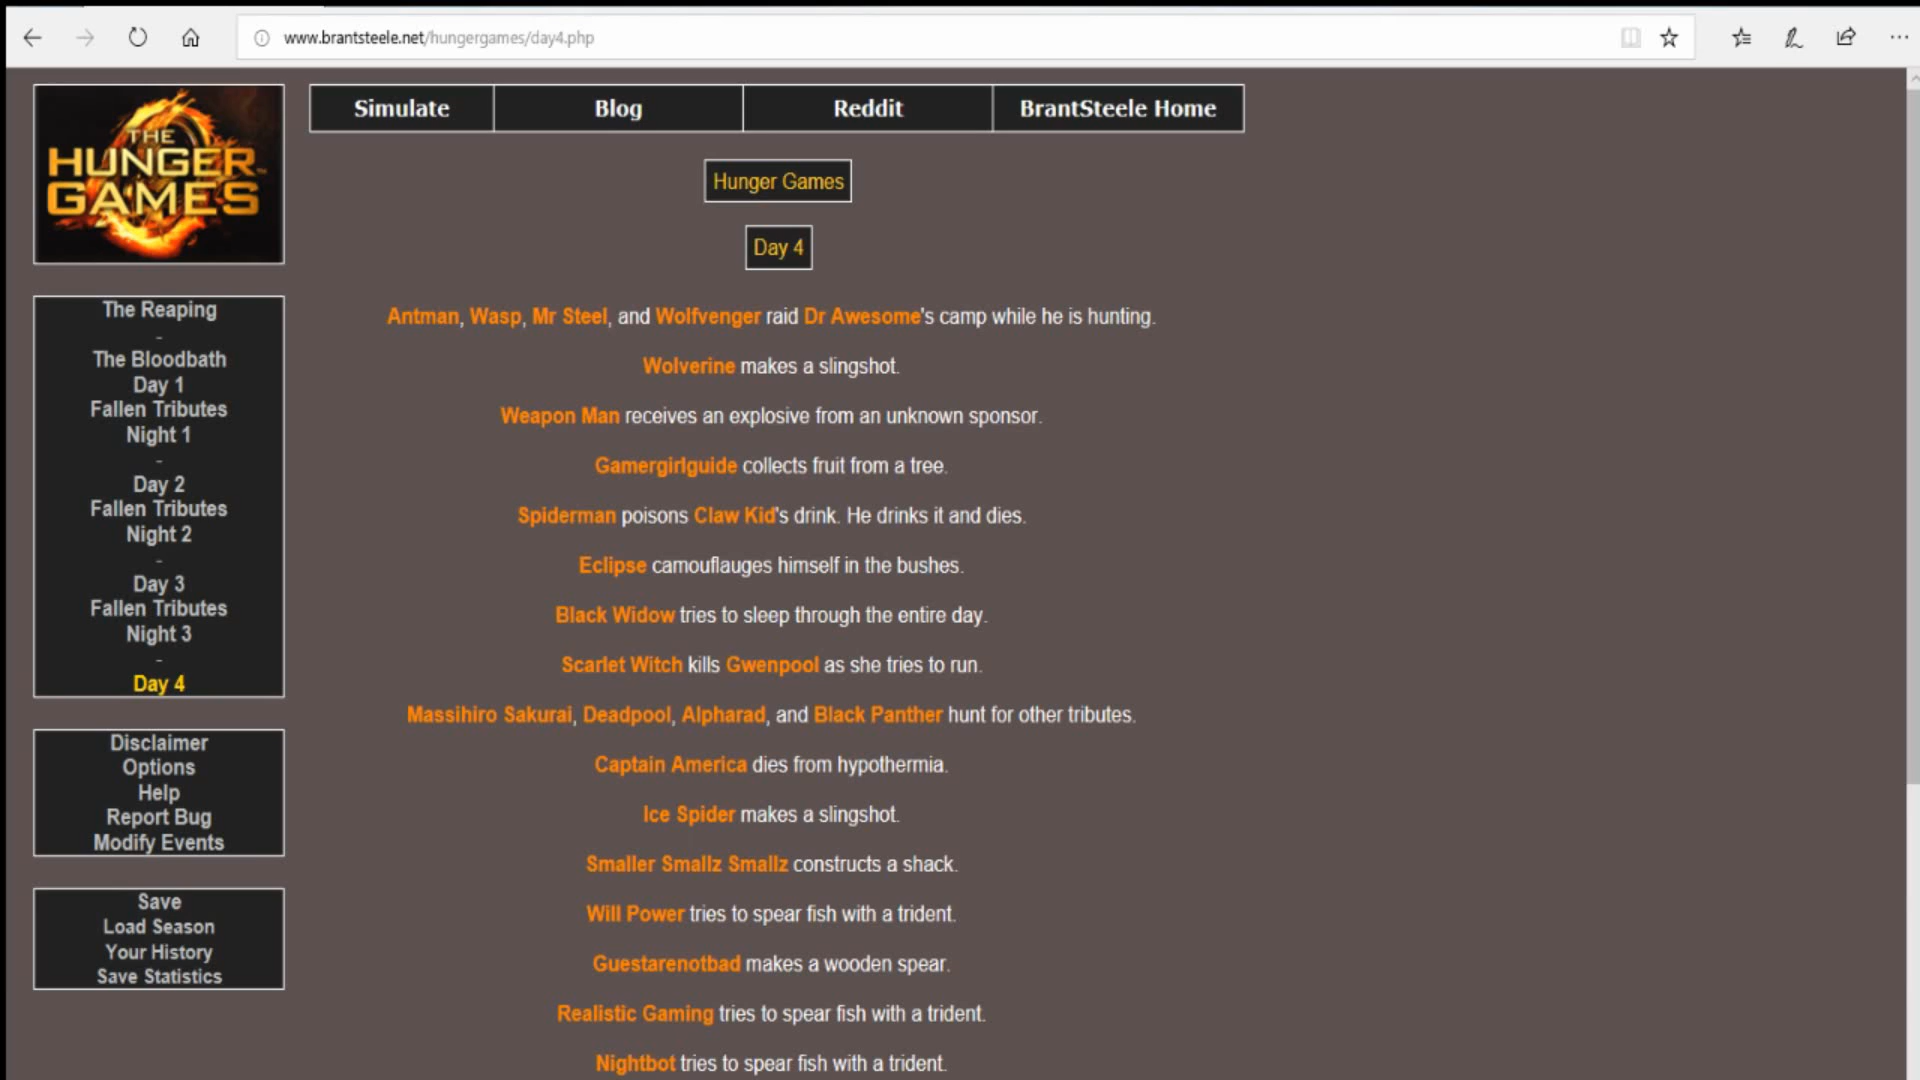 www.brantsteele.net/hungergames/day4.php
THE
HUNGER
GAMES
Simulate
Blog
Reddit
BrantSteele Home
Hunger Games
Day 4
The Reaping
-
The Bloodbath
Day 1
Fallen Tributes
Night 1
-
Day 2
Fallen Tributes
Night 2
-
Day 3
Fallen Tributes
Night 3
-
Day 4
Disclaimer
Options
Help
Report Bug
Modify Events
Save
Load Season
Your History
Save Statistics
Antman, Wasp, Mr Steel, and Wolfvenger raid Dr Awesome's camp while he is hunting.
Wolverine makes a slingshot.
Weapon Man receives an explosive from an unknown sponsor.
Gamergirlguide collects fruit from a tree.
Spiderman poisons Claw Kid's drink. He drinks it and dies.
Eclipse camouflauges himself in the bushes.
Black Widow tries to sleep through the entire day.
Scarlet Witch kills Gwenpool as she tries to run.
Massihiro Sakurai, Deadpool, Alpharad, and Black Panther hunt for other tributes.
Captain America dies from hypothermia.
Ice Spider makes a slingshot.
Smaller Smallz Smallz constructs a shack.
Will Power tries to spear fish with a trident.
Guestarenotbad makes a wooden spear.
Realistic Gaming tries to spear fish with a trident.
Nightbot tries to spear fish with a trident.